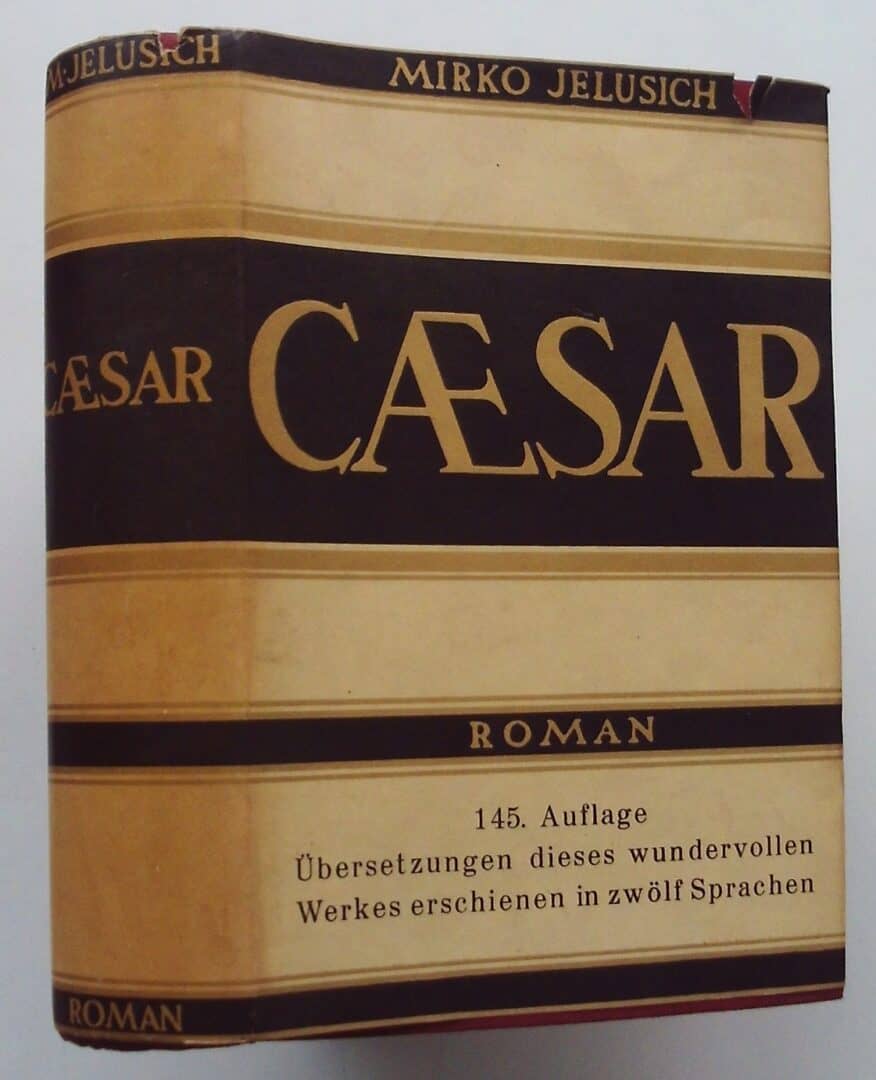 M·JELUSICH
MIRKO JELUSICH
CÆSAR
CÆSAR
ROMAN
145. Auflage
Übersetzungen dieses wundervollen
Werkes erschienen in zwölf Sprachen
ROMAN